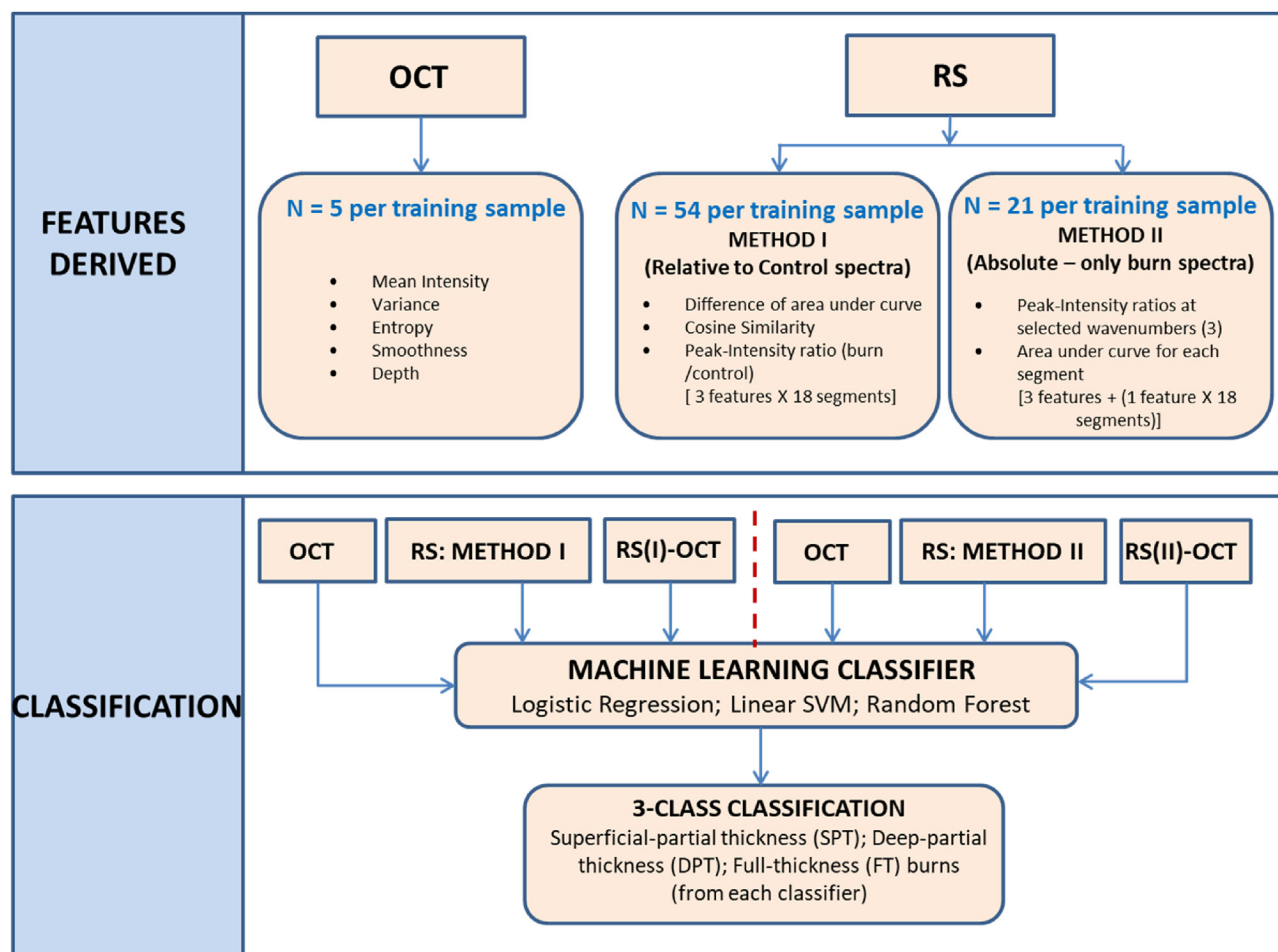 FEATURES
DERIVED
OCT
N = 5 per training sample
• Mean Intensity
• Variance
• Entropy
• Smoothness
• Depth
RS
N = 54 per training sample
METHOD I
(Relative to Control spectra)
• Difference of area under curve
• Cosine Similarity
• Peak-Intensity ratio (burn
/control)
[ 3 features X 18 segments]
N = 21 per training sample
METHOD II
(Absolute – only burn spectra)
• Peak-Intensity ratios at
selected wavenumbers (3)
• Area under curve for each
segment
[3 features + (1 feature X 18
segments)]
CLASSIFICATION
OCT
RS: METHOD I
RS(I)-OCT
OCT
RS: METHOD II
RS(II)-OCT
MACHINE LEARNING CLASSIFIER
Logistic Regression; Linear SVM; Random Forest
3-CLASS CLASSIFICATION
Superficial-partial thickness (SPT); Deep-partial
thickness (DPT); Full-thickness (FT) burns
(from each classifier)